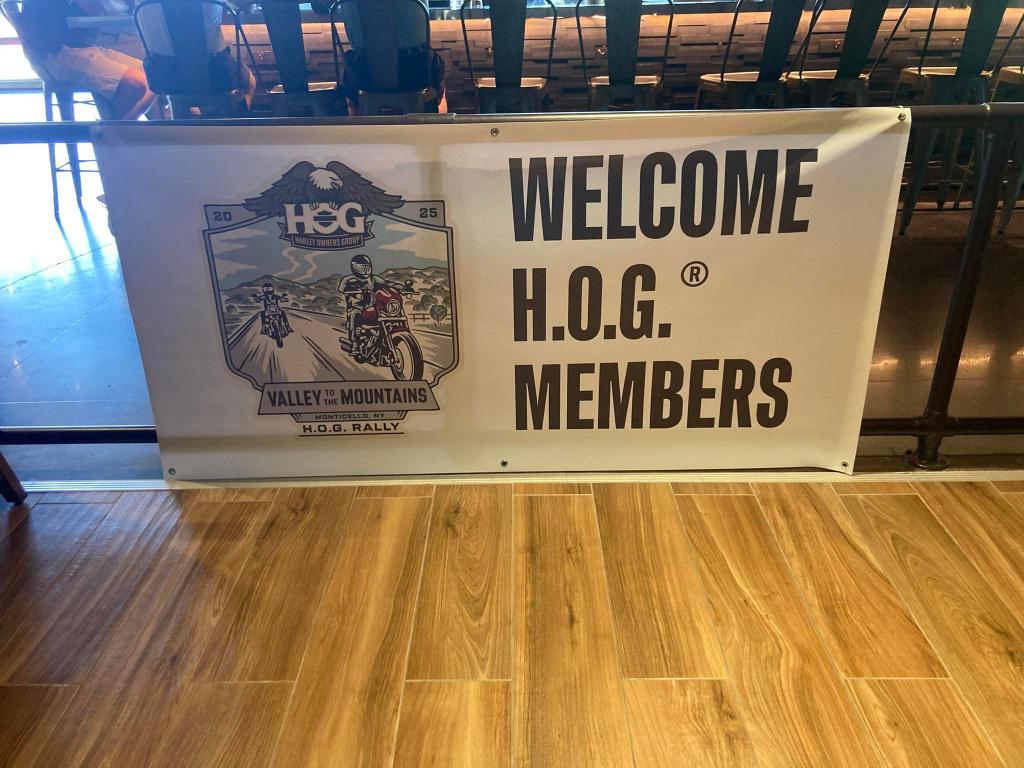 20 25
HOG
HARLEY OWNERS GROUP
VALLEY TO THE MOUNTAINS
MONTICELLO, NY
H.O.G. RALLY
WELCOME
H.O.G. ®
MEMBERS